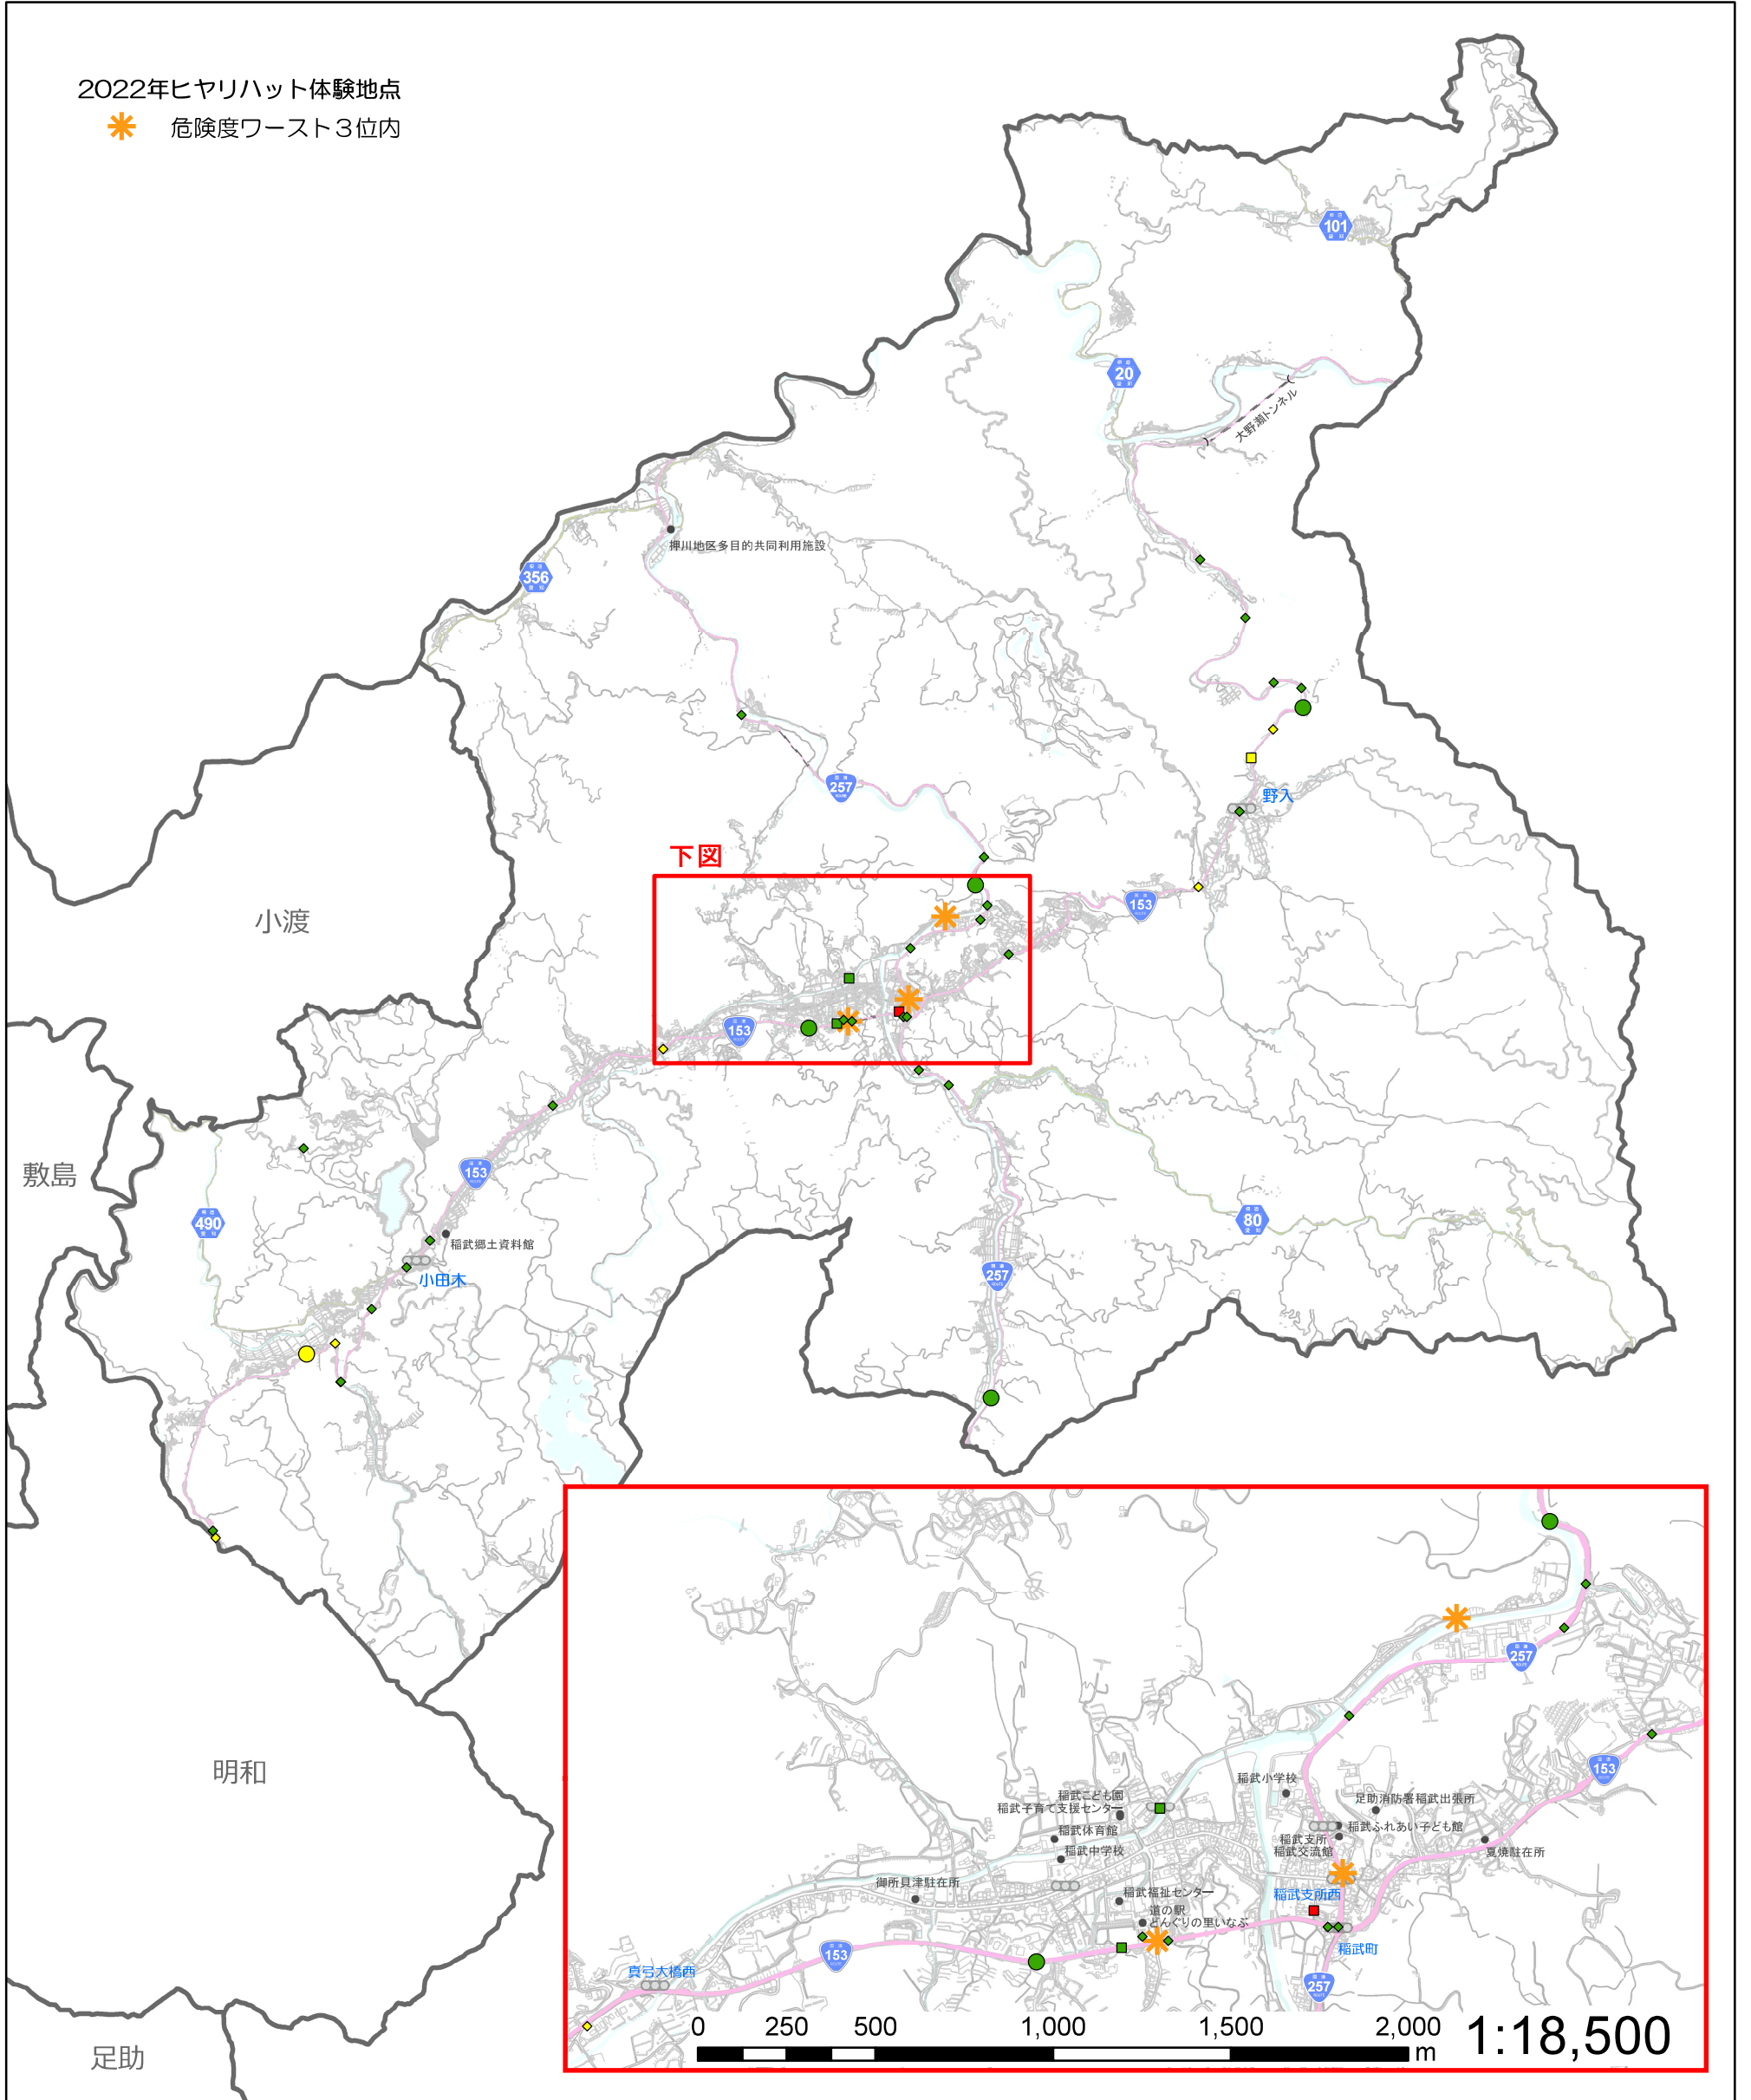 2022年ヒヤリハット体験地点
危険度ワースト3位内
101
20
大野瀬トンネル
押川地区多目的共同利用施設
356
257
野入
下図
153
小渡
153
敷島
153
490
稲武郷土資料館
小田木
80
257
明和
足助
257
153
稲武小学校
稲武こども園
稲武子育て支援センター
足助消防署稲武出張所
稲武ふれあい子ども館
稲武体育館
稲武支所
稲武交流館
夏焼駐在所
稲武中学校
御所貝津駐在所
稲武福祉センター
稲武支所西
道の駅
どんぐりの里いなぶ
稲武町
153
真弓大橋西
257
0 250 500 1,000 1,500 2,000
m
1:18,500